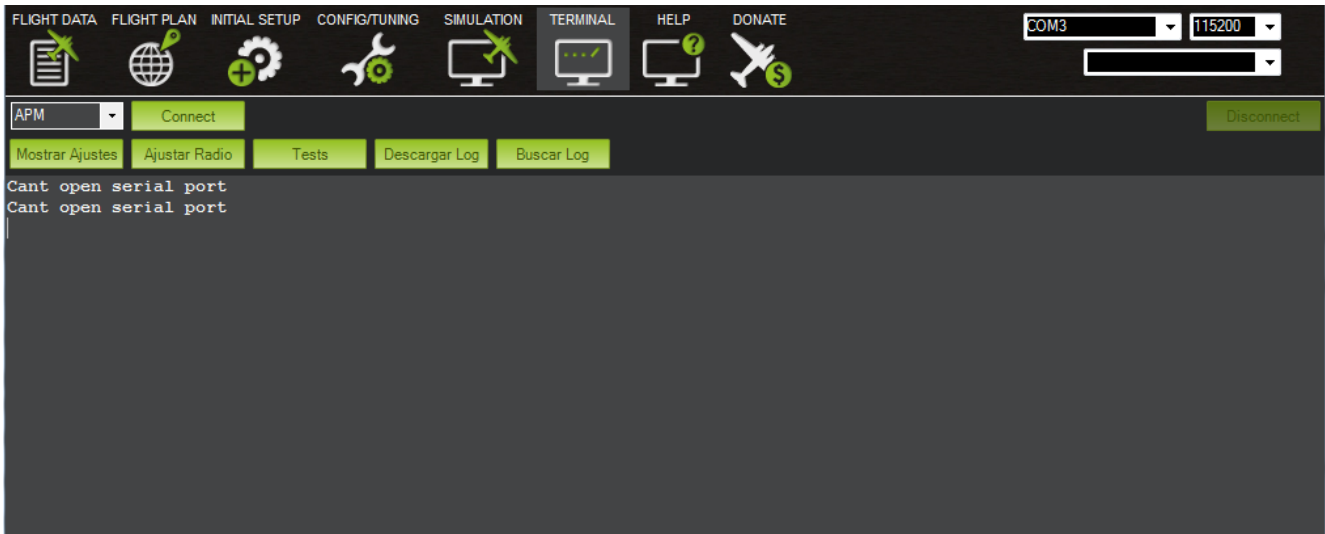 FLIGHT DATA FLIGHT PLAN INITIAL SETUP CONFIG/TUNING SIMULATION TERMINAL HELP DONATE
COM3 115200
APM Connect Disconnect
Mostrar Ajustes Ajustar Radio Tests Descargar Log Buscar Log
Cant open serial port
Cant open serial port